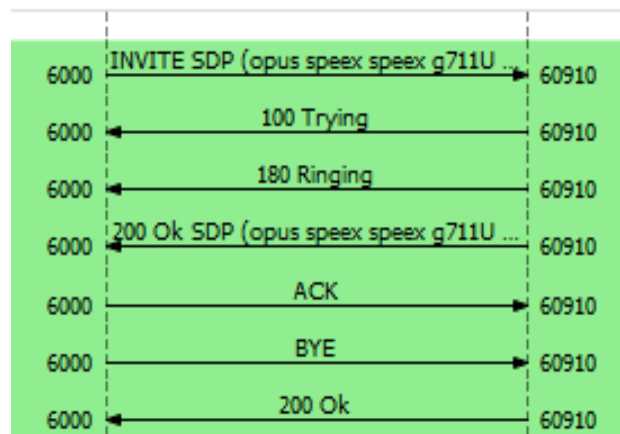 6000 INVITE SDP (opus speex speex g711U ... 60910
6000 100 Trying 60910
6000 180 Ringing 60910
6000 200 Ok SDP (opus speex speex g711U ... 60910
6000 ACK 60910
6000 BYE 60910
6000 200 Ok 60910